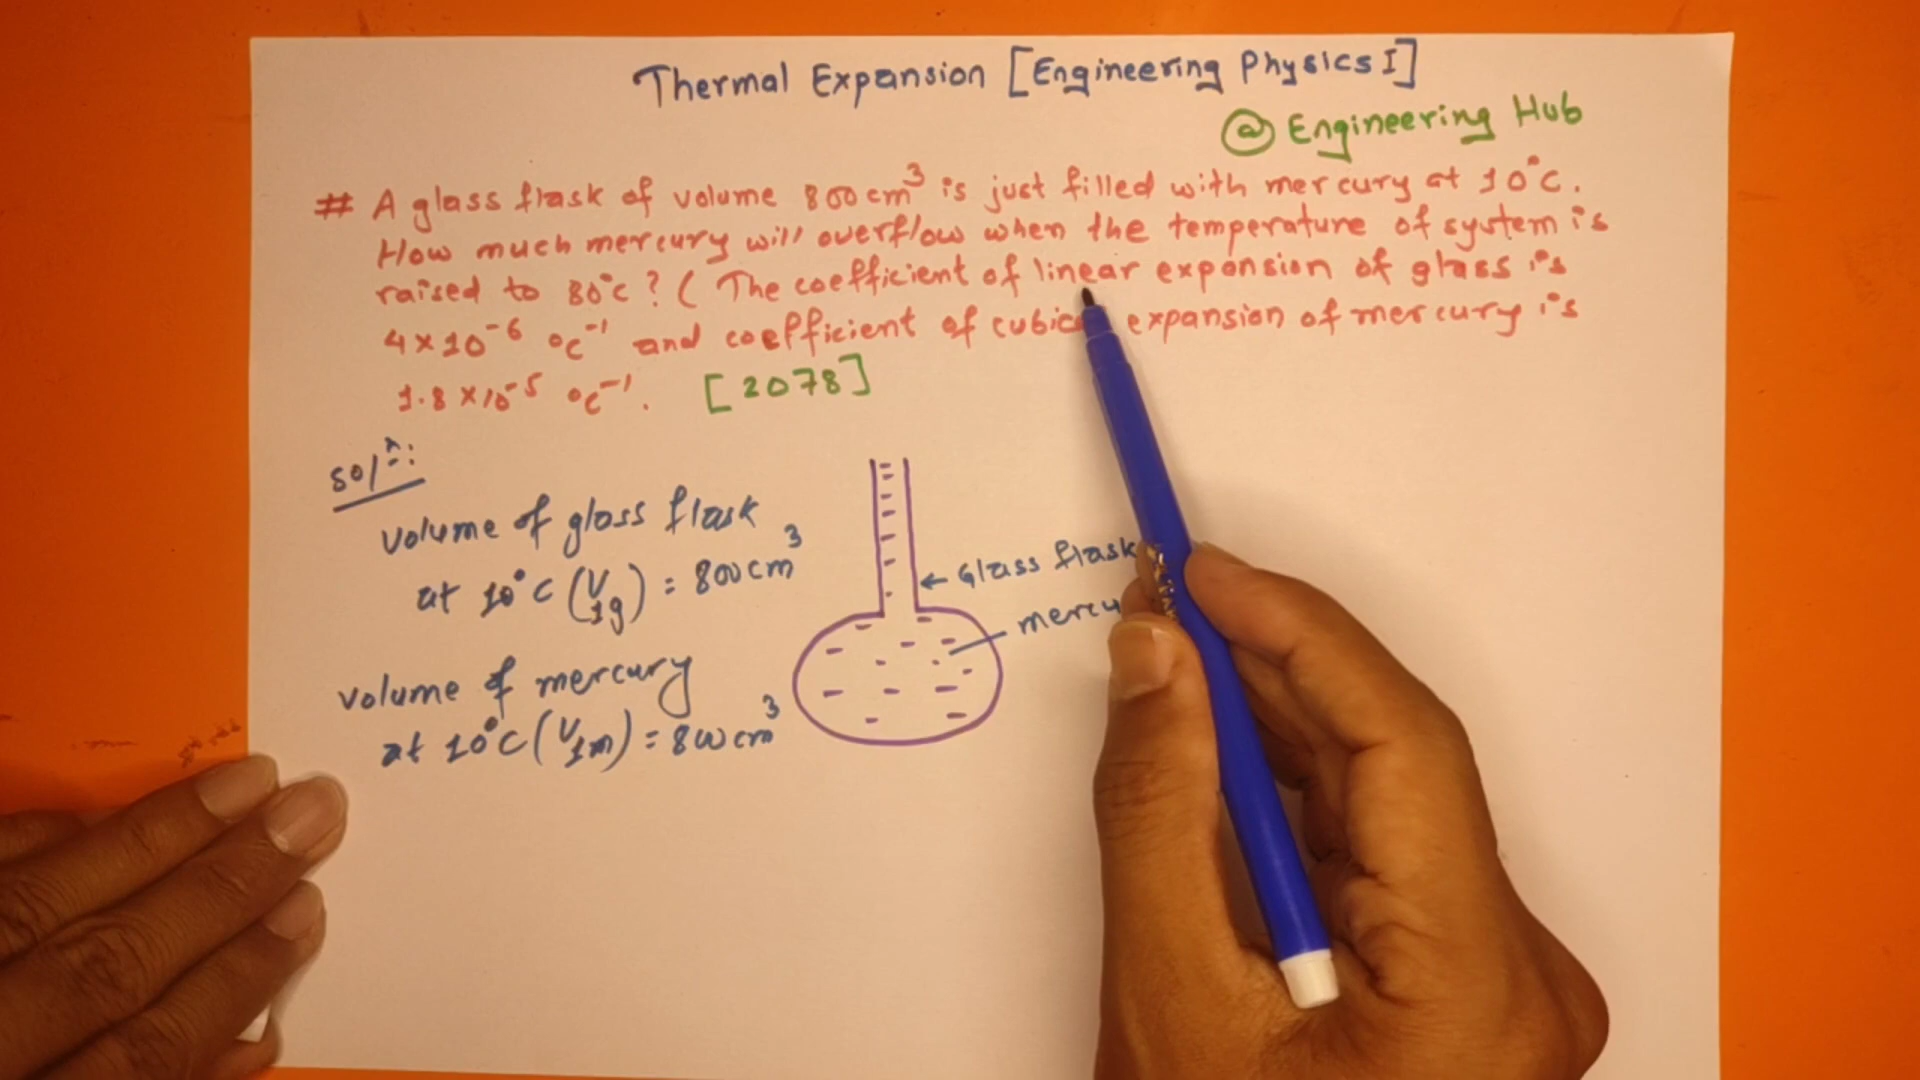 Thermal Expansion [Engineering Physics I]
@ Engineering Hub
# A glass flask of volume 800 cm³ is just filled with mercury at 10°C.
How much mercury will overflow when the temperature of system is
raised to 80°C? ( The coefficient of linear expansion of glass is
4×10⁻⁶ °C⁻¹ and coefficient of cubic expansion of mercury is
1.8×10⁻⁵ °C⁻¹. [2078]
solⁿ:
volume of glass flask
at 10°C (V₁g) = 800 cm³
← Glass flask
volume of mercury
at 10°C (V₁m) = 800 cm³